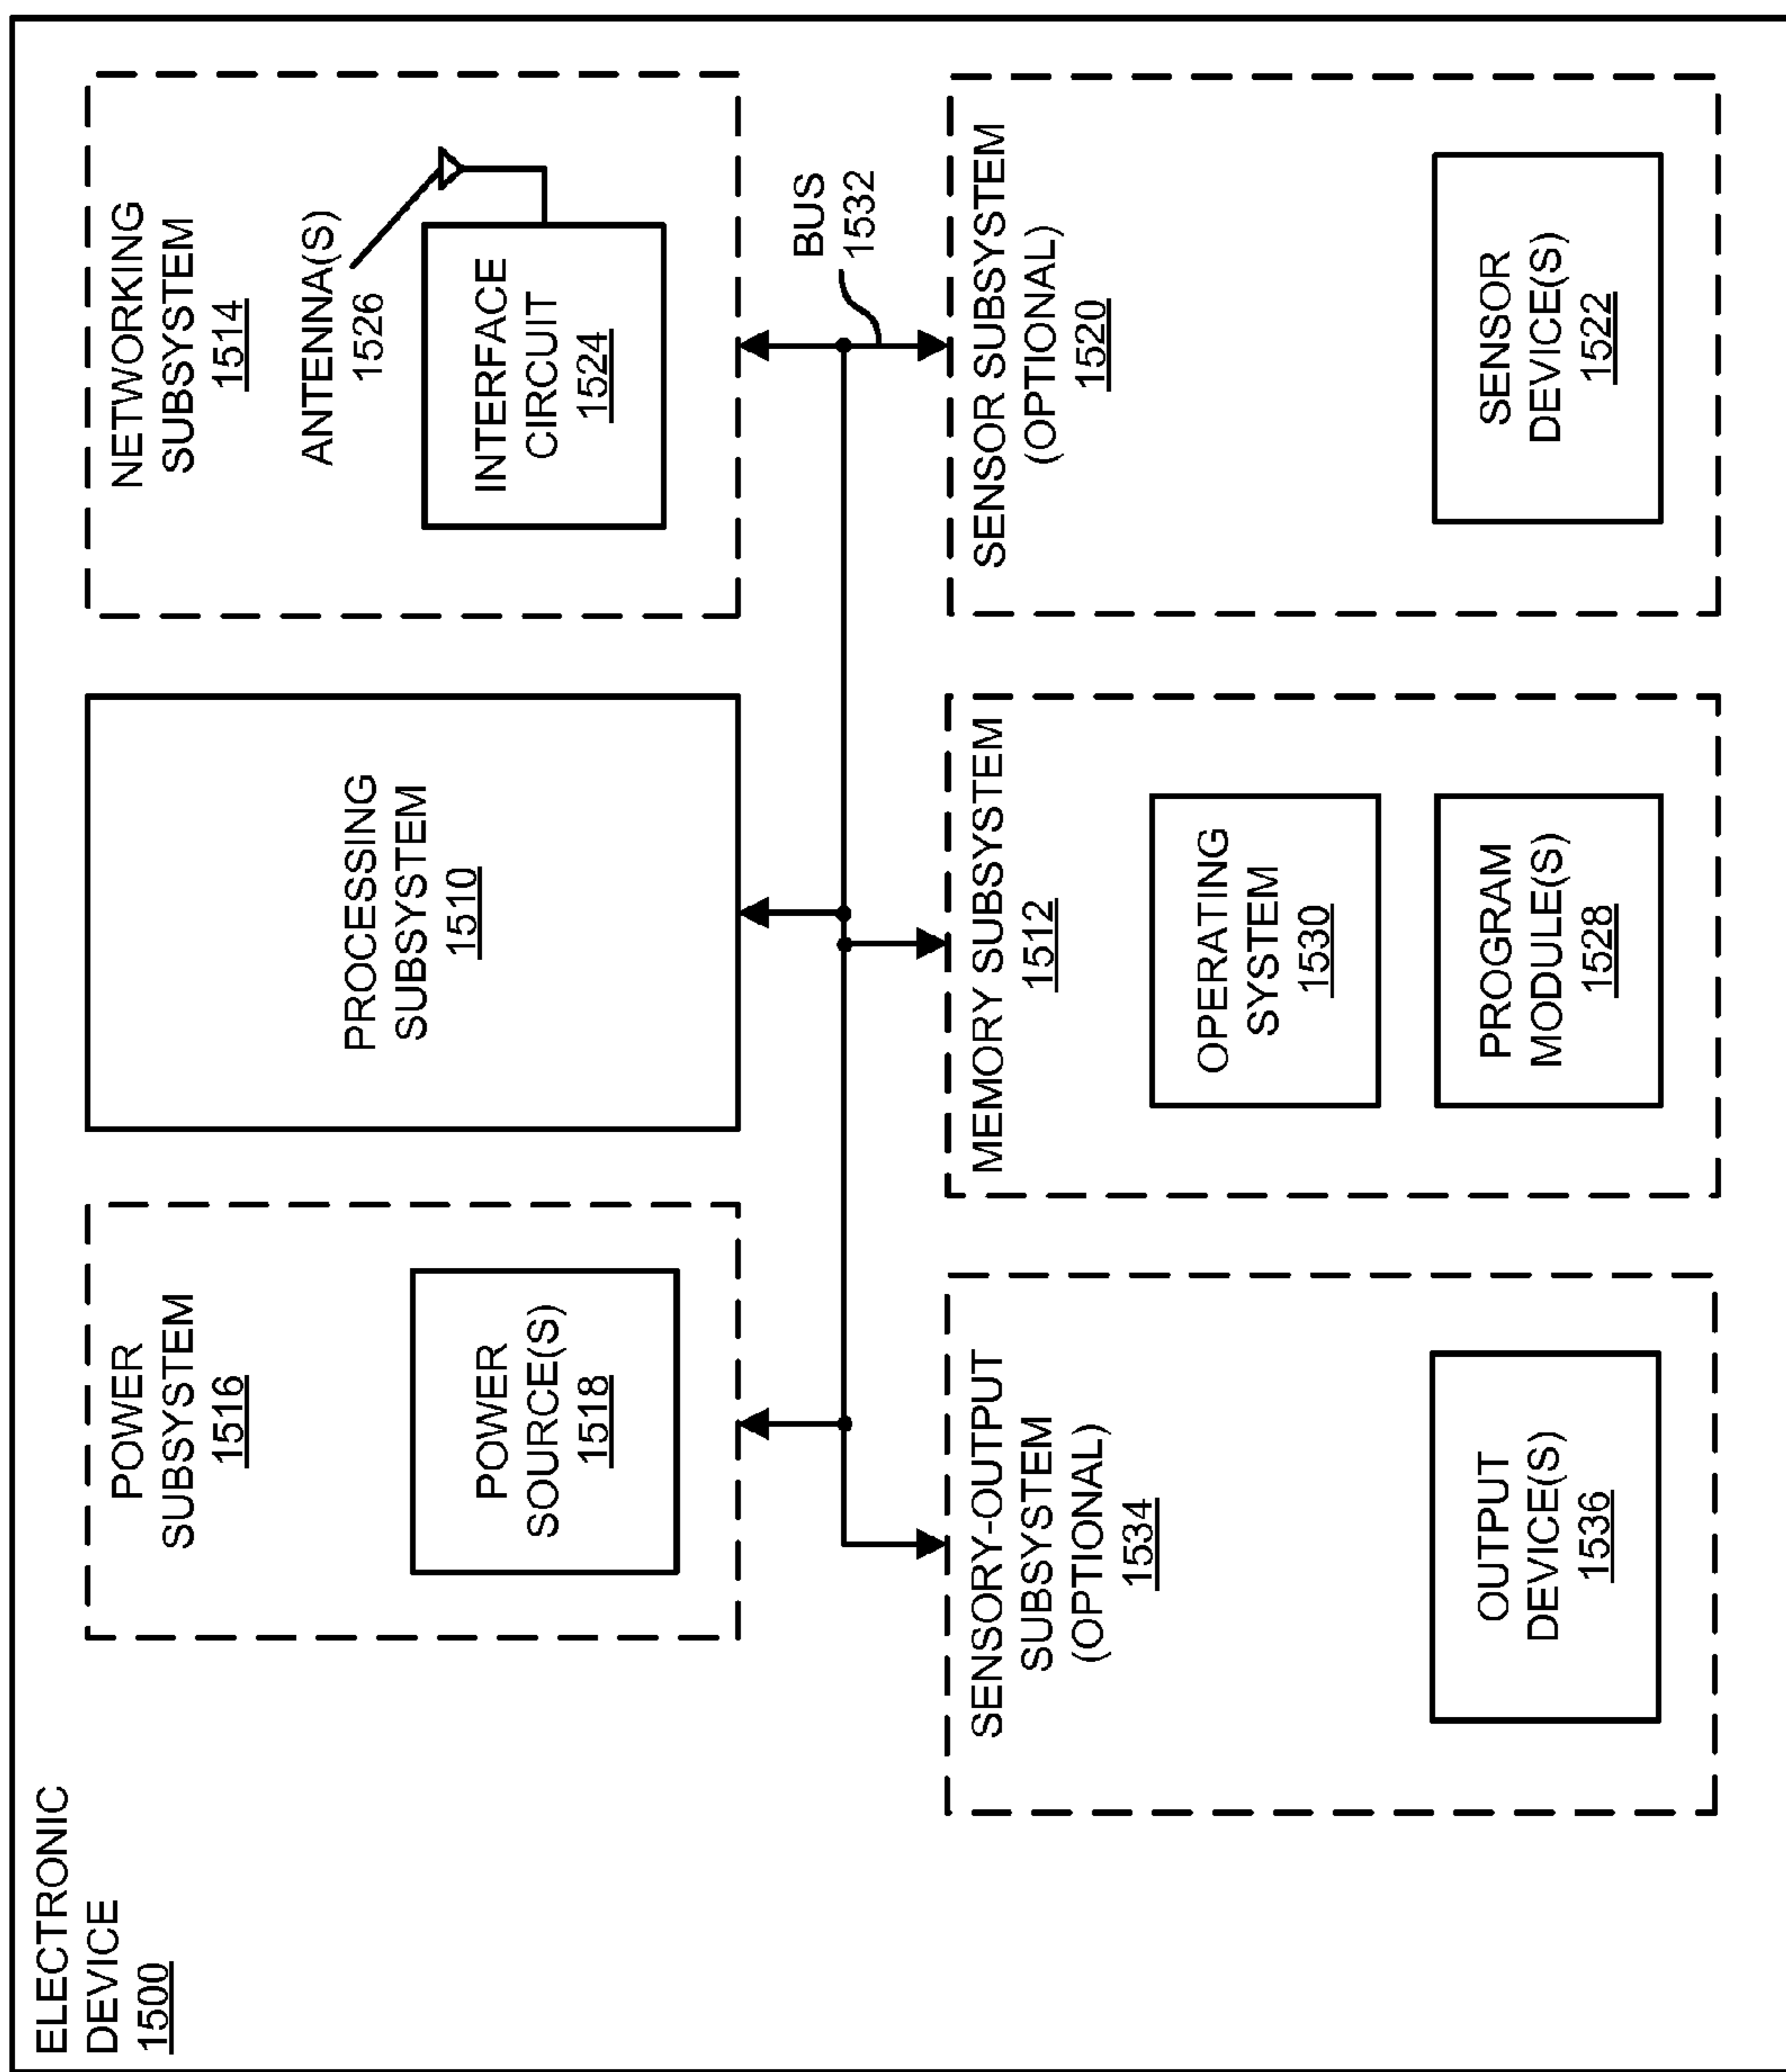 ELECTRONIC
DEVICE
1500
POWER
SUBSYSTEM
1516
POWER
SOURCE(S)
1518
PROCESSING
SUBSYSTEM
1510
NETWORKING
SUBSYSTEM
1514
ANTENNA(S)
1526
INTERFACE
CIRCUIT
1524
BUS
1532
SENSORY-OUTPUT
SUBSYSTEM
(OPTIONAL)
1534
OUTPUT
DEVICE(S)
1536
MEMORY SUBSYSTEM
1512
OPERATING
SYSTEM
1530
PROGRAM
MODULE(S)
1528
SENSOR SUBSYSTEM
(OPTIONAL)
1520
SENSOR
DEVICE(S)
1522